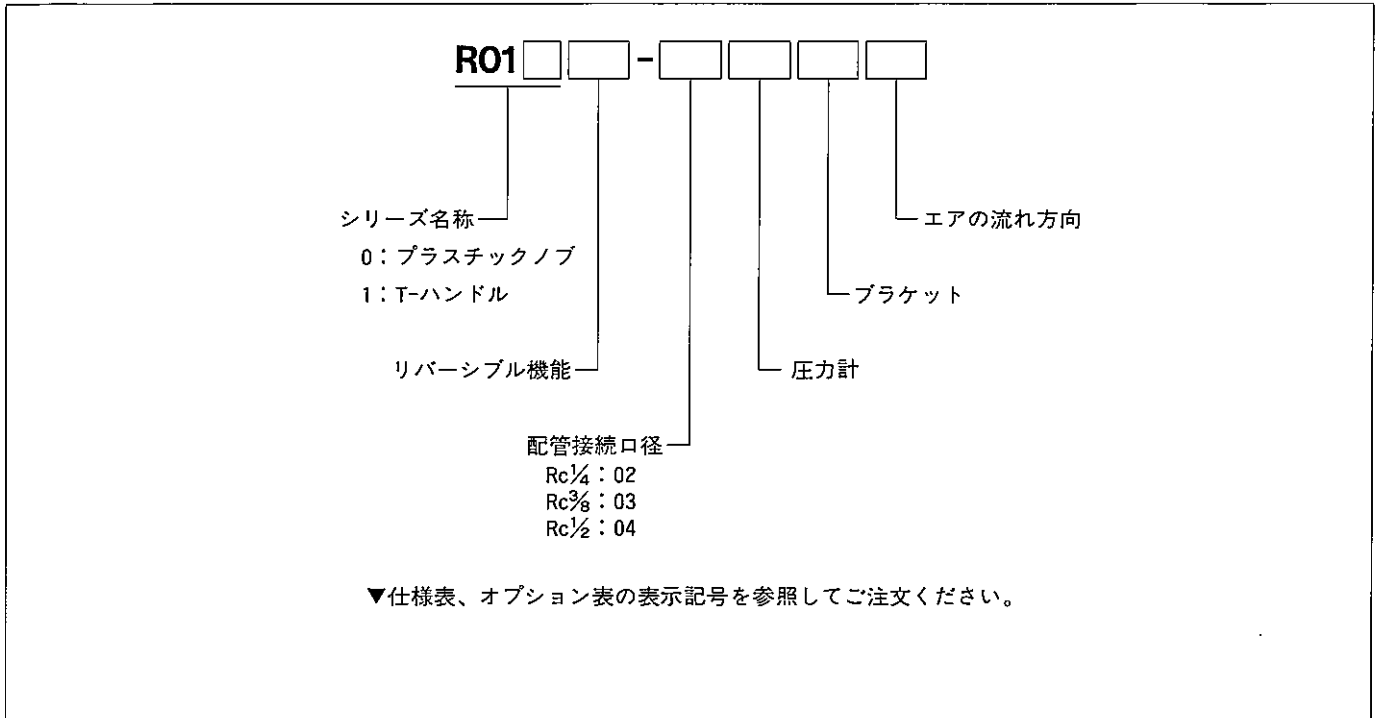 R01 -
シリーズ名称
0：プラスチックノブ
1：T-ハンドル
リバーシブル機能
配管接続口径
Rc¼：02
Rc⅜：03
Rc½：04
圧力計
ブラケット
エアの流れ方向
▼仕様表、オプション表の表示記号を参照してご注文ください。